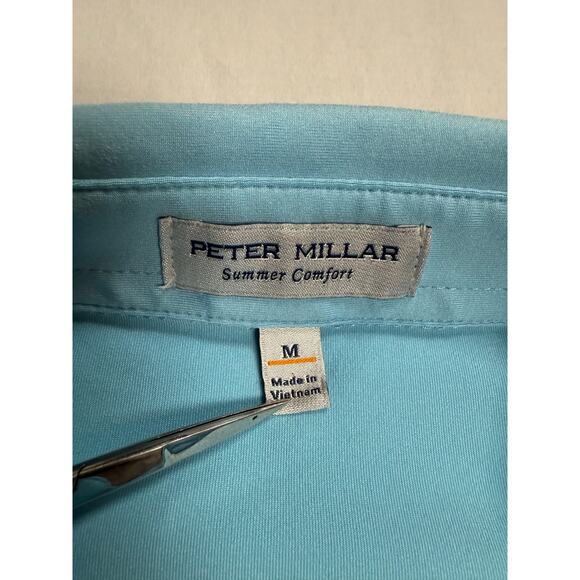 PETER MILLAR
Summer Comfort
M
Made in
Vietnam